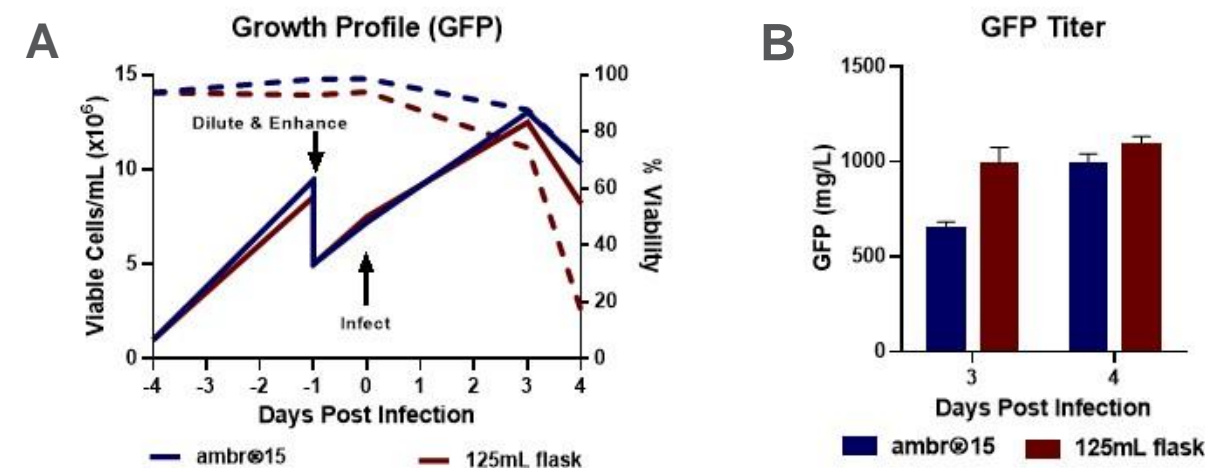 A
Growth Profile (GFP)
Viable Cells/mL (x10⁶)
15
10
5
0
Dilute & Enhance
Infect
100
80
60
40
20
0
% Viability
-4 -3 -2 -1 0 1 2 3 4
Days Post Infection
ambr®15 125mL flask
B
GFP Titer
GFP (mg/L)
1500
1000
500
0
3 4
Days Post Infection
ambr®15 125mL flask